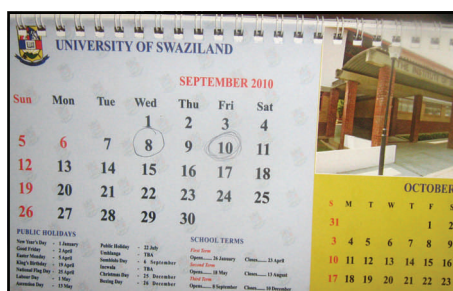 UNIVERSITY OF SWAZILAND
SEPTEMBER 2010
Sun Mon Tue Wed Thu Fri Sat
1 2 3 4
5 6 7 8 9 10 11
12 13 14 15 16 17 18
19 20 21 22 23 24 25
26 27 28 29 30
PUBLIC HOLIDAYS
New Year's Day - 1 January
Good Friday - 2 April
Easter Monday - 5 April
King's Birthday - 19 April
National Flag Day - 25 April
Labour Day - 1 May
Ascension Day - 13 May
Public Holiday - 22 July
Umhlanga - TBA
Somhlolo Day - 6 September
Incwala - TBA
Christmas Day - 25 December
Boxing Day - 26 December
SCHOOL TERMS
First Term
Opens...... 26 January Closes.... 23 April
Second Term
Opens...... 18 May Closes.... 13 August
Third Term
Opens...... 8 September Closes.... 10 December
OCTOBER
S M T W T F S
31 1 2
3 4 5 6 7 8 9
10 11 12 13 14 15 16
17 18 19 20 21 22 23